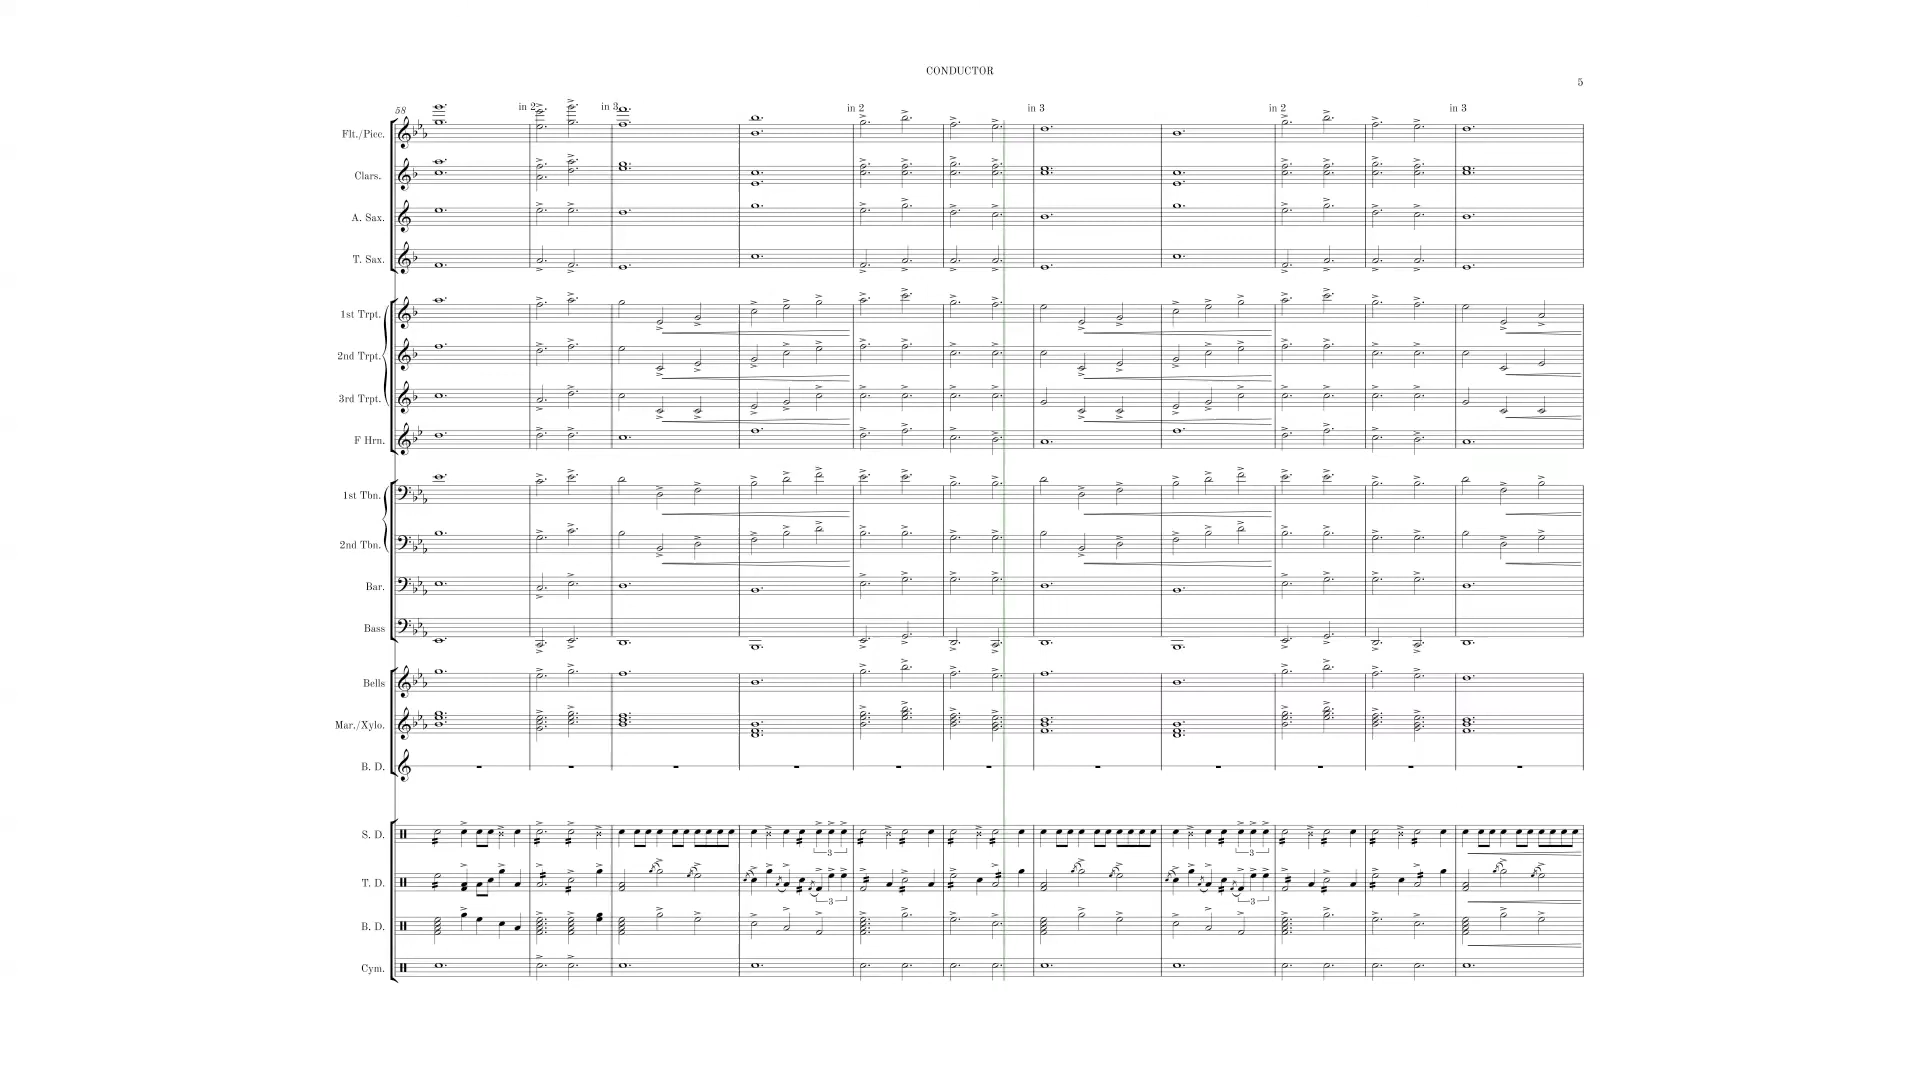 CONDUCTOR
5
58
in 2
in 3
in 2
in 3
in 2
in 3
Flt./Picc.
Clars.
A. Sax.
T. Sax.
1st Trpt.
2nd Trpt.
3rd Trpt.
F Hrn.
1st Tbn.
2nd Tbn.
Bar.
Bass
Bells
Mar./Xylo.
B. D.
S. D.
3
3
T. D.
3
3
B. D.
Cym.